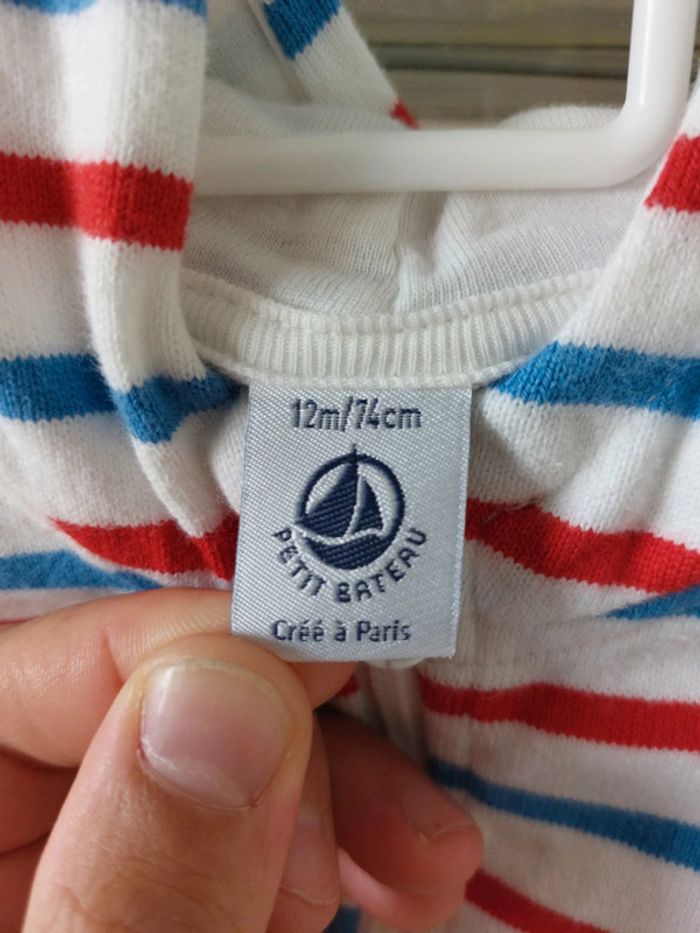 12m/74cm
PETIT BATEAU
Créé à Paris